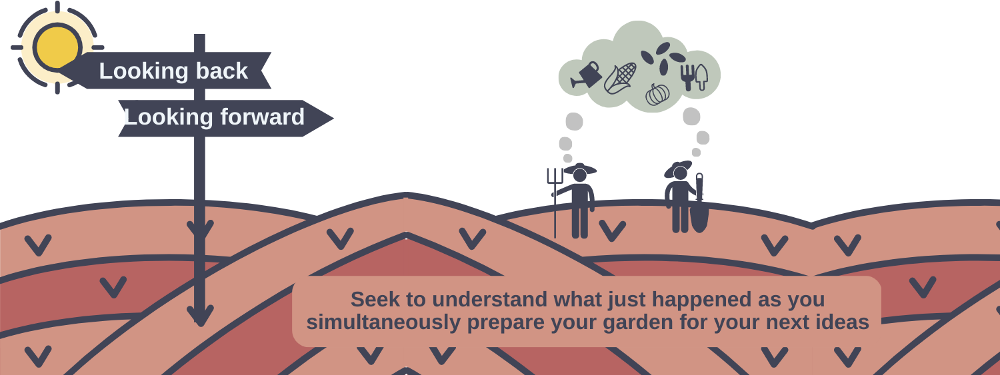 Looking back
Looking forward
Seek to understand what just happened as you
simultaneously prepare your garden for your next ideas